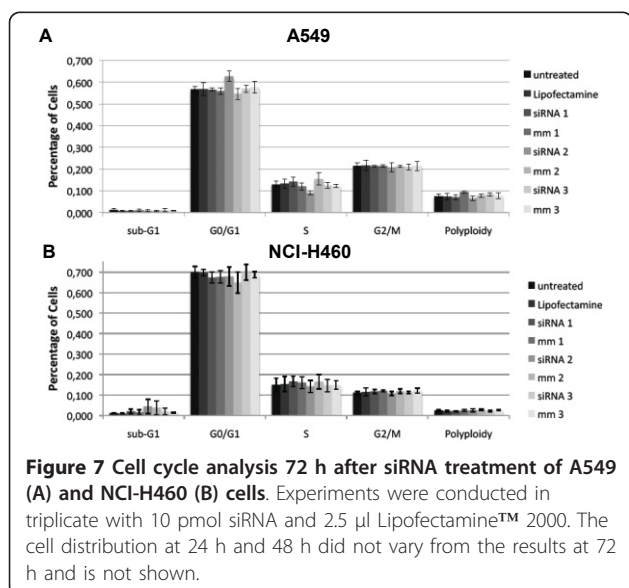 A
A549
Percentage of Cells
0,700
0,600
0,500
0,400
0,300
0,200
0,100
0,000
sub-G1
G0/G1
S
G2/M
Polyploidy
untreated
Lipofectamine
siRNA 1
mm 1
siRNA 2
mm 2
siRNA 3
mm 3
B
NCI-H460
Percentage of Cells
0,700
0,600
0,500
0,400
0,300
0,200
0,100
0,000
sub-G1
G0/G1
S
G2/M
Polyploidy
untreated
Lipofectamine
siRNA 1
mm 1
siRNA 2
mm 2
siRNA 3
mm 3
Figure 7 Cell cycle analysis 72 h after siRNA treatment of A549
(A) and NCI-H460 (B) cells. Experiments were conducted in
triplicate with 10 pmol siRNA and 2.5 μl Lipofectamine™ 2000. The
cell distribution at 24 h and 48 h did not vary from the results at 72
h and is not shown.